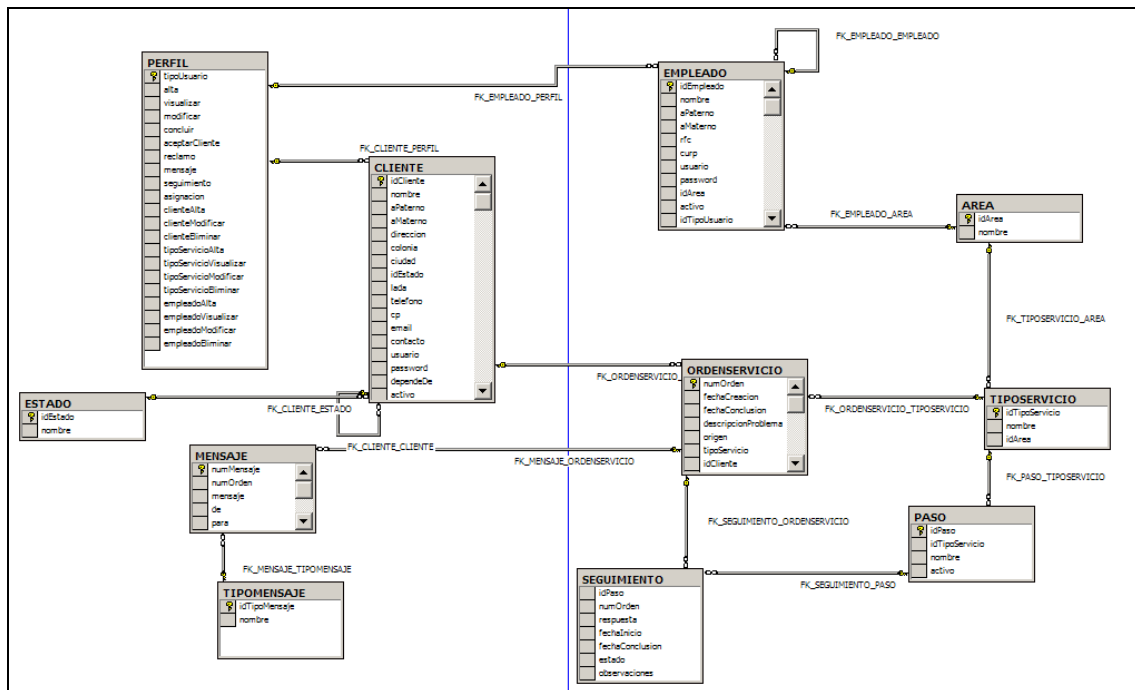 FK_EMPLEADO_EMPLEADO
PERFIL
tipoUsuario
alta
visualizar
modificar
concluir
aceptarCliente
reclamo
mensaje
seguimiento
asignacion
clienteAlta
clienteModificar
clienteEliminar
tipoServicioAlta
tipoServicioVisualizar
tipoServicioModificar
tipoServicioEliminar
empleadoAlta
empleadoVisualizar
empleadoModificar
empleadoEliminar
FK_EMPLEADO_PERFIL
EMPLEADO
idEmpleado
nombre
aPaterno
aMaterno
rfc
curp
usuario
password
idArea
activo
idTipoUsuario
FK_CLIENTE_PERFIL
CLIENTE
idCliente
nombre
aPaterno
aMaterno
direccion
colonia
ciudad
idEstado
lada
telefono
cp
email
contacto
usuario
password
dependeDe
activo
FK_EMPLEADO_AREA
AREA
idArea
nombre
FK_TIPOSERVICIO_AREA
ORDENSERVICIO
numOrden
fechaCreacion
fechaConclusion
descripcionProblema
origen
tipoServicio
idCliente
FK_ORDENSERVICIO_
FK_ORDENSERVICIO_TIPOSERVICIO
TIPOSERVICIO
idTipoServicio
nombre
idArea
ESTADO
idEstado
nombre
FK_CLIENTE_ESTADO
FK_CLIENTE_CLIENTE
MENSAJE
numMensaje
numOrden
mensaje
de
para
FK_MENSAJE_ORDENSERVICIO
FK_PASO_TIPOSERVICIO
PASO
idPaso
idTipoServicio
nombre
activo
FK_SEGUIMIENTO_ORDENSERVICIO
FK_MENSAJE_TIPOMENSAJE
TIPOMENSAJE
idTipoMensaje
nombre
SEGUIMIENTO
idPaso
numOrden
respuesta
fechaInicio
fechaConclusion
estado
observaciones
FK_SEGUIMIENTO_PASO